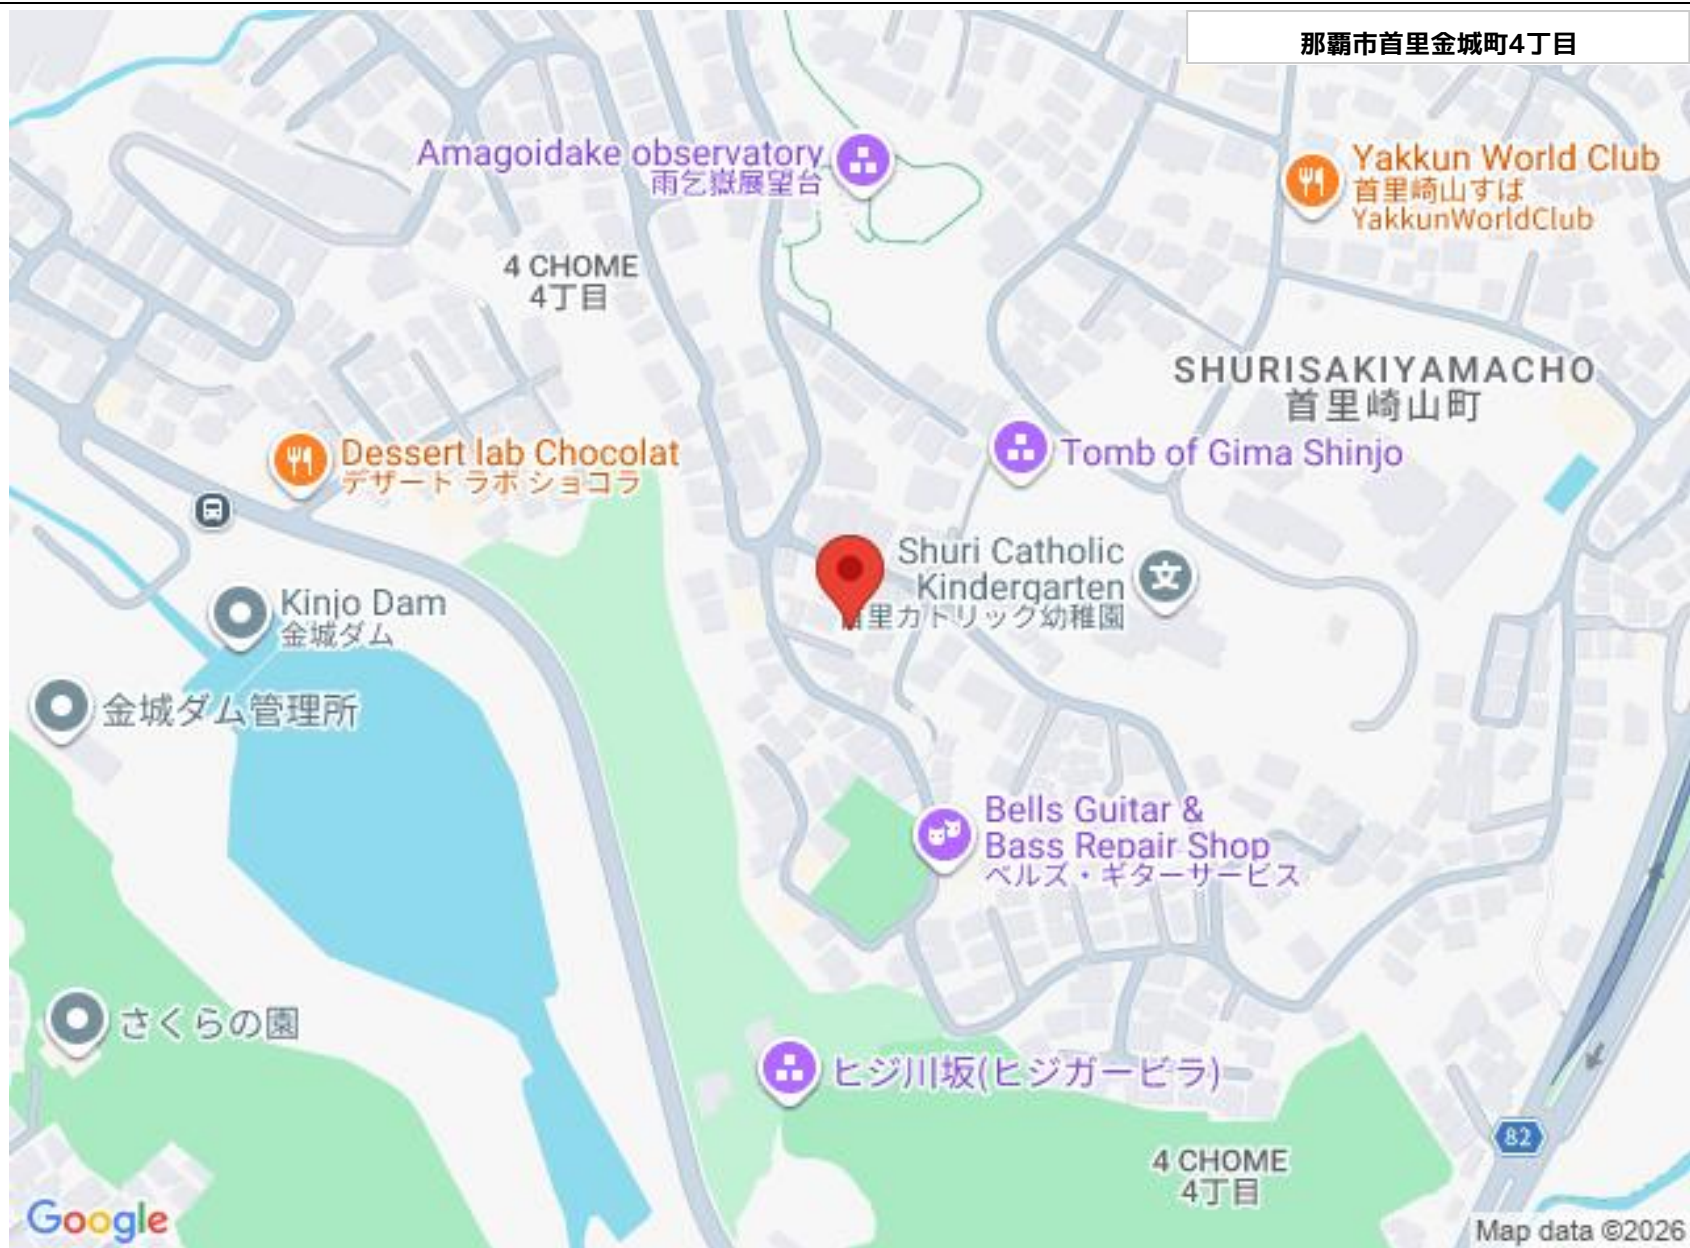 那覇市首里金城町4丁目
Amagoidake observatory
雨乞嶽展望台
Yakkun World Club
首里崎山すば
YakkunWorldClub
4 CHOME
4丁目
SHURISAKIYAMACHO
首里崎山町
Dessert lab Chocolat
デザート ラボ ショコラ
Tomb of Gima Shinjo
Shuri Catholic
Kindergarten
首里カトリック幼稚園
Kinjo Dam
金城ダム
金城ダム管理所
Bells Guitar &
Bass Repair Shop
ベルズ・ギターサービス
さくらの園
ヒジ川坂(ヒジガービラ)
82
4 CHOME
4丁目
Google
Map data ©2026